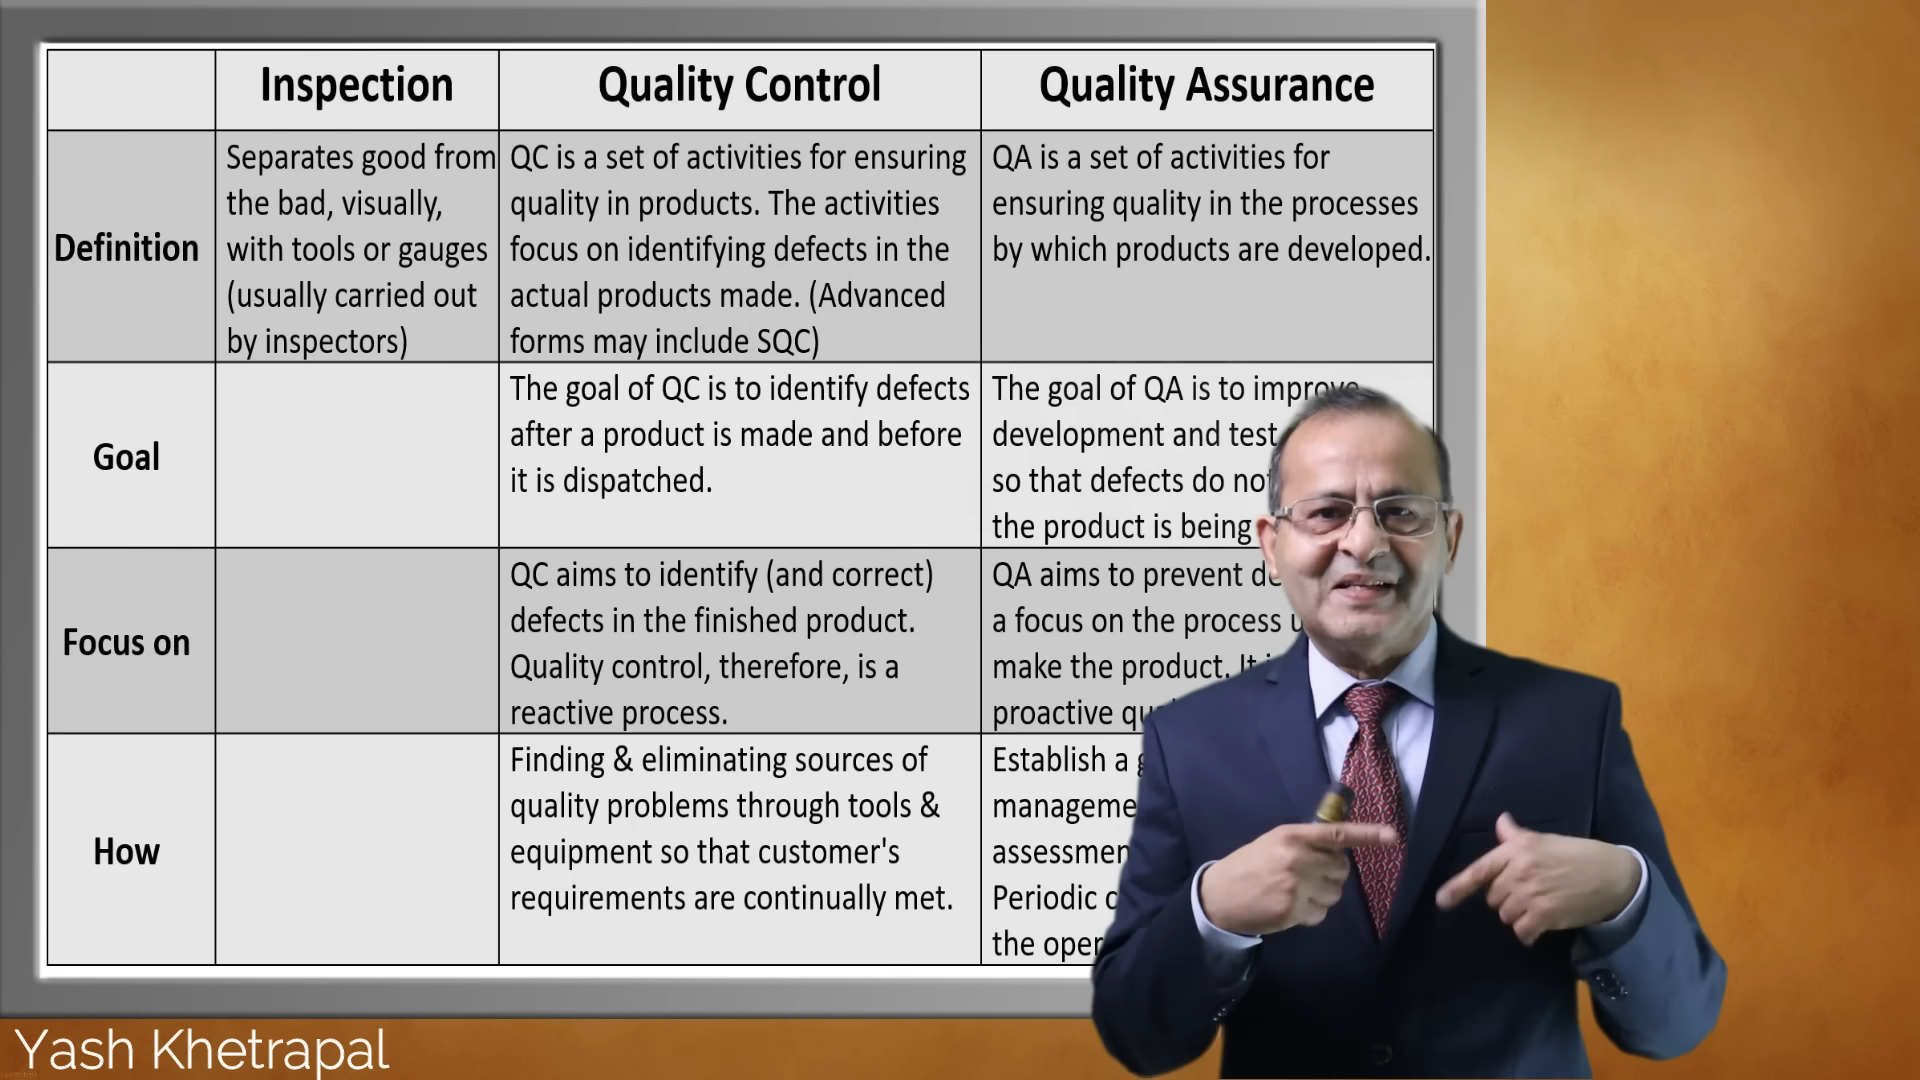 Inspection
Quality Control
Quality Assurance
Definition
Separates good from
the bad, visually,
with tools or gauges
(usually carried out
by inspectors)
QC is a set of activities for ensuring
quality in products. The activities
focus on identifying defects in the
actual products made. (Advanced
forms may include SQC)
QA is a set of activities for
ensuring quality in the processes
by which products are developed.
Goal
The goal of QC is to identify defects
after a product is made and before
it is dispatched.
The goal of QA is to improve
development and test
so that defects do not
the product is being
Focus on
QC aims to identify (and correct)
defects in the finished product.
Quality control, therefore, is a
reactive process.
QA aims to prevent
a focus on the process
make the product.
proactive
How
Finding & eliminating sources of
quality problems through tools &
equipment so that customer's
requirements are continually met.
Establish a
Periodic
the
Yash Khetrapal